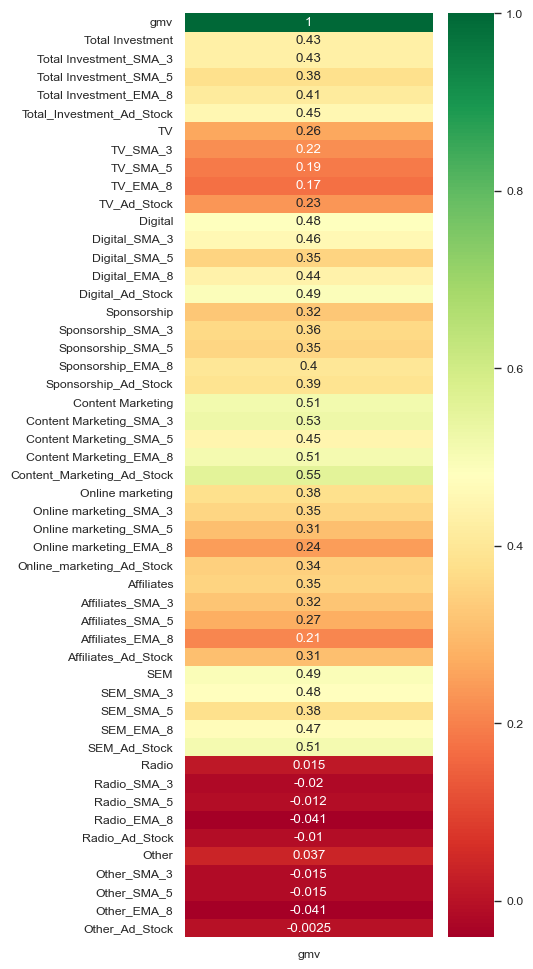 gmv 1
Total Investment 0.43
Total Investment_SMA_3 0.43
Total Investment_SMA_5 0.38
Total Investment_EMA_8 0.41
Total_Investment_Ad_Stock 0.45
TV 0.26
TV_SMA_3 0.22
TV_SMA_5 0.19
TV_EMA_8 0.17
TV_Ad_Stock 0.23
Digital 0.48
Digital_SMA_3 0.46
Digital_SMA_5 0.35
Digital_EMA_8 0.44
Digital_Ad_Stock 0.49
Sponsorship 0.32
Sponsorship_SMA_3 0.36
Sponsorship_SMA_5 0.35
Sponsorship_EMA_8 0.4
Sponsorship_Ad_Stock 0.39
Content Marketing 0.51
Content Marketing_SMA_3 0.53
Content Marketing_SMA_5 0.45
Content Marketing_EMA_8 0.51
Content_Marketing_Ad_Stock 0.55
Online marketing 0.38
Online marketing_SMA_3 0.35
Online marketing_SMA_5 0.31
Online marketing_EMA_8 0.24
Online_marketing_Ad_Stock 0.34
Affiliates 0.35
Affiliates_SMA_3 0.32
Affiliates_SMA_5 0.27
Affiliates_EMA_8 0.21
Affiliates_Ad_Stock 0.31
SEM 0.49
SEM_SMA_3 0.48
SEM_SMA_5 0.38
SEM_EMA_8 0.47
SEM_Ad_Stock 0.51
Radio 0.015
Radio_SMA_3 -0.02
Radio_SMA_5 -0.012
Radio_EMA_8 -0.041
Radio_Ad_Stock -0.01
Other 0.037
Other_SMA_3 -0.015
Other_SMA_5 -0.015
Other_EMA_8 -0.041
Other_Ad_Stock -0.0025
gmv
1.0
0.8
0.6
0.4
0.2
0.0